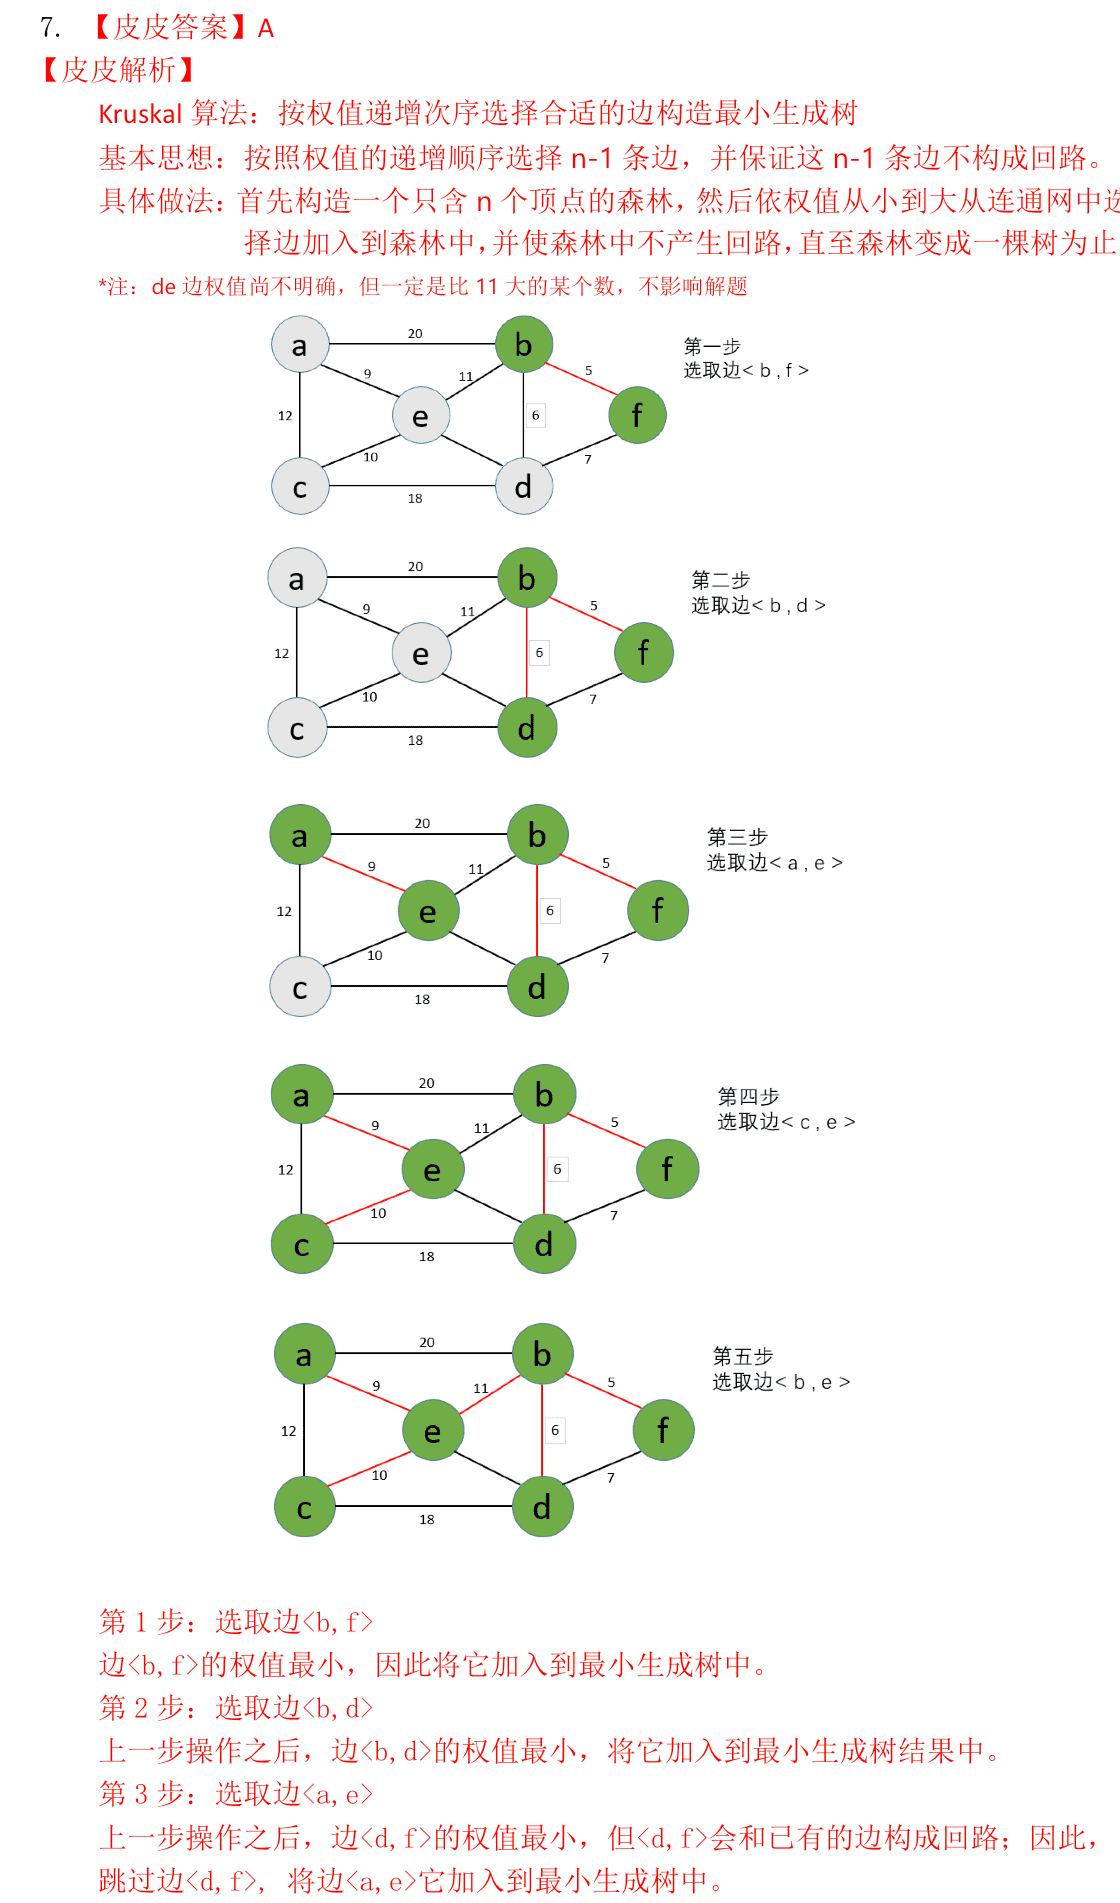 7. 【皮皮答案】A
【皮皮解析】
Kruskal 算法：按权值递增次序选择合适的边构造最小生成树
基本思想：按照权值的递增顺序选择 n-1 条边，并保证这 n-1 条边不构成回路。
具体做法：首先构造一个只含 n 个顶点的森林，然后依权值从小到大从连通网中选
择边加入到森林中，并使森林中不产生回路，直至森林变成一棵树为止
*注：de 边权值尚不明确，但一定是比 11 大的某个数，不影响解题
a 20 b
第一步
选取边< b , f >
9 11 5
12 e 6 f
10 7
c 18 d
a 20 b
第二步
选取边< b , d >
9 11 5
12 e 6 f
10 7
c 18 d
a 20 b
第三步
选取边< a , e >
9 11 5
12 e 6 f
10 7
c 18 d
a 20 b
第四步
选取边< c , e >
9 11 5
12 e 6 f
10 7
c 18 d
a 20 b
第五步
选取边< b , e >
9 11 5
12 e 6 f
10 7
c 18 d
第 1 步：选取边<b,f>
边<b,f>的权值最小，因此将它加入到最小生成树中。
第 2 步：选取边<b,d>
上一步操作之后，边<b,d>的权值最小，将它加入到最小生成树结果中。
第 3 步：选取边<a,e>
上一步操作之后，边<d,f>的权值最小，但<d,f>会和已有的边构成回路；因此，
跳过边<d,f>，将边<a,e>它加入到最小生成树中。